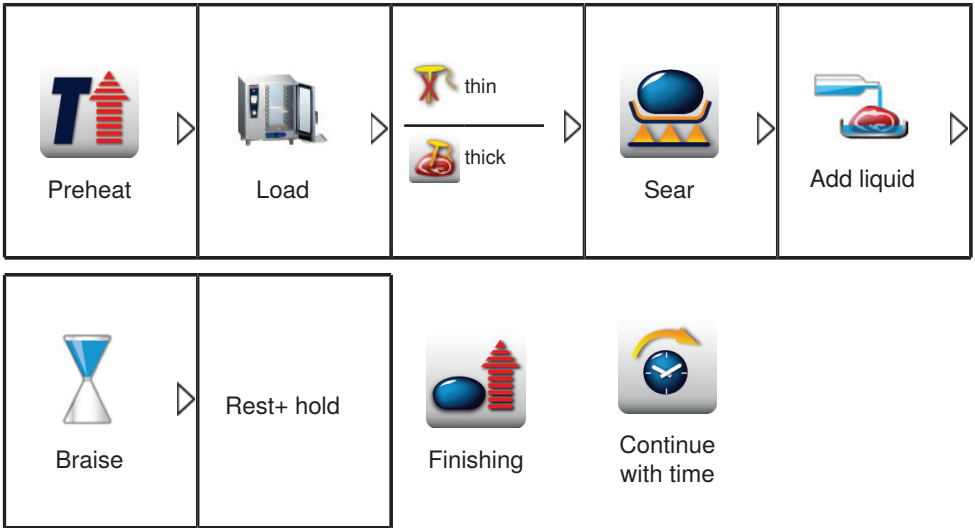 Preheat
Load
thin
thick
Sear
Add liquid
Braise
Rest+ hold
Finishing
Continue
with time